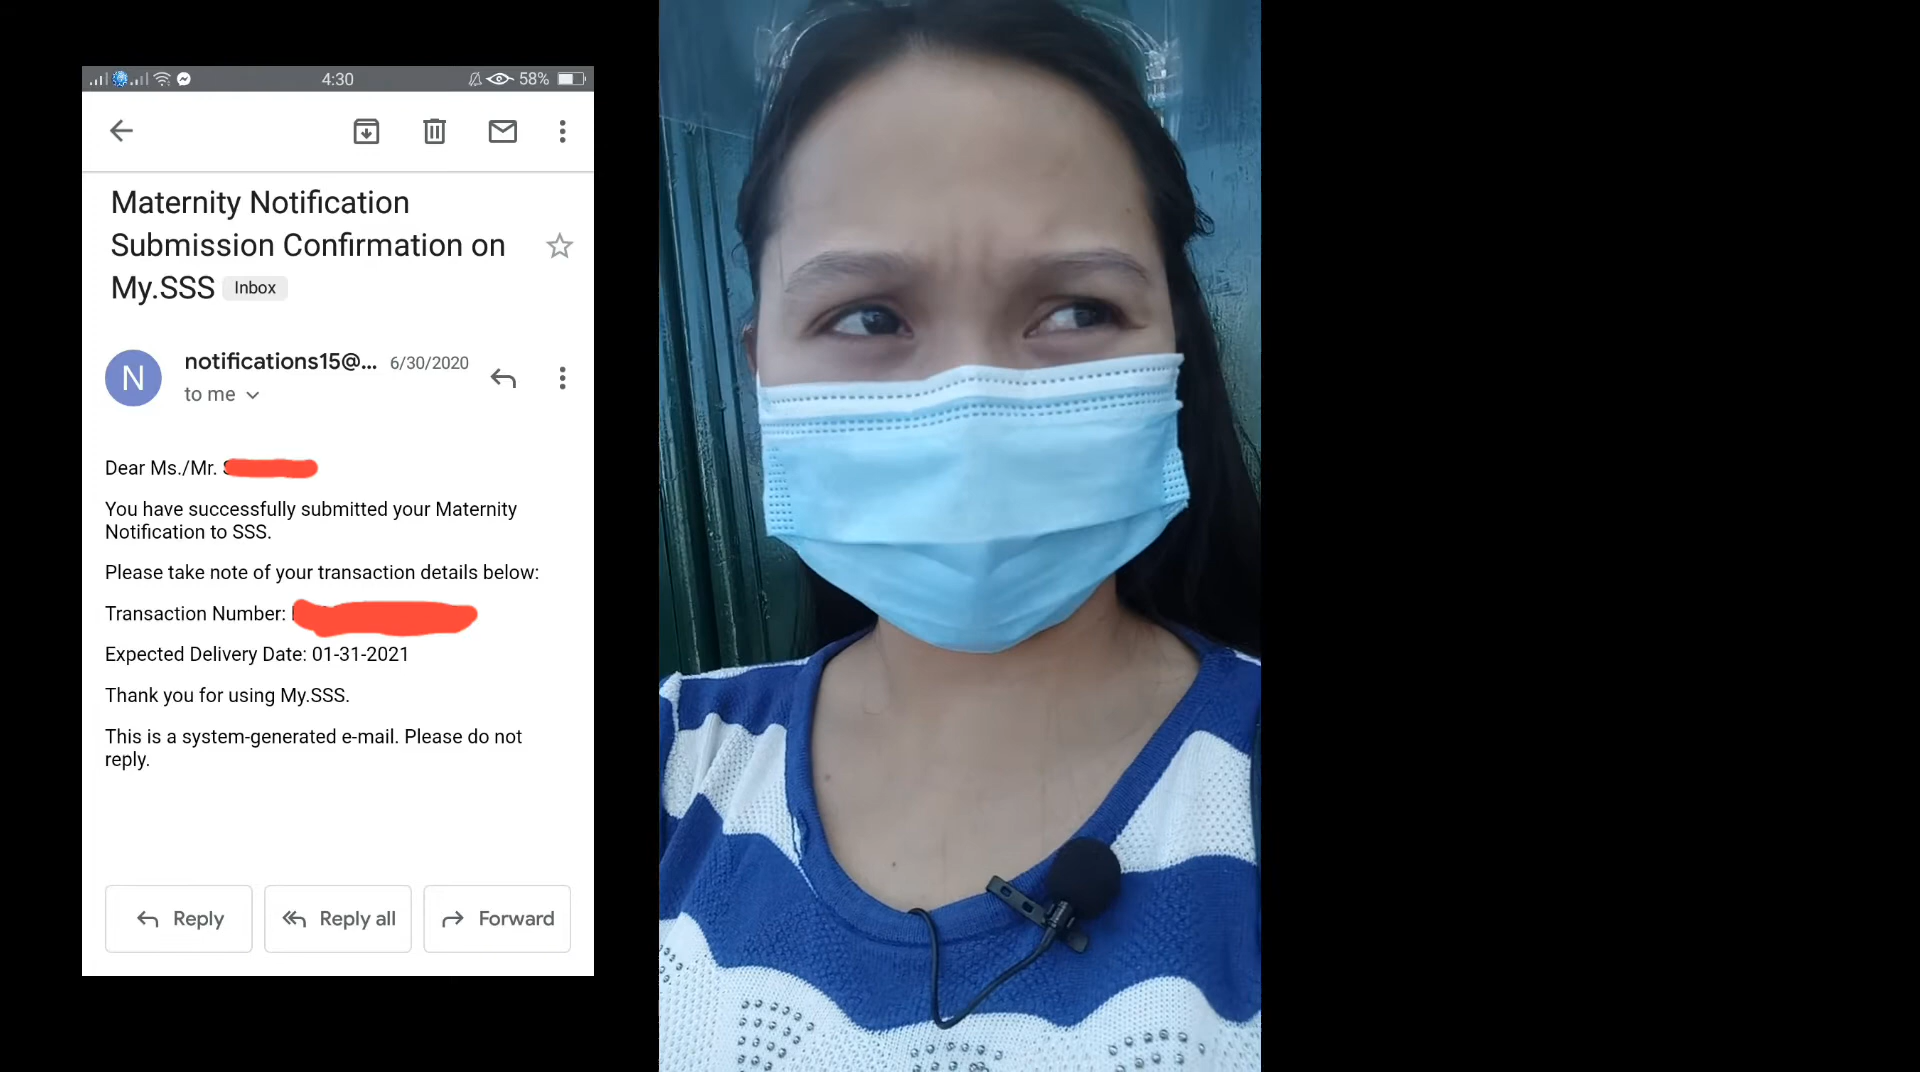 4:30
58%
Maternity Notification
Submission Confirmation on
My.SSS Inbox
N
notifications15@... 6/30/2020
to me
Dear Ms./Mr.
You have successfully submitted your Maternity
Notification to SSS.
Please take note of your transaction details below:
Transaction Number:
Expected Delivery Date: 01-31-2021
Thank you for using My.SSS.
This is a system-generated e-mail. Please do not
reply.
Reply
Reply all
Forward